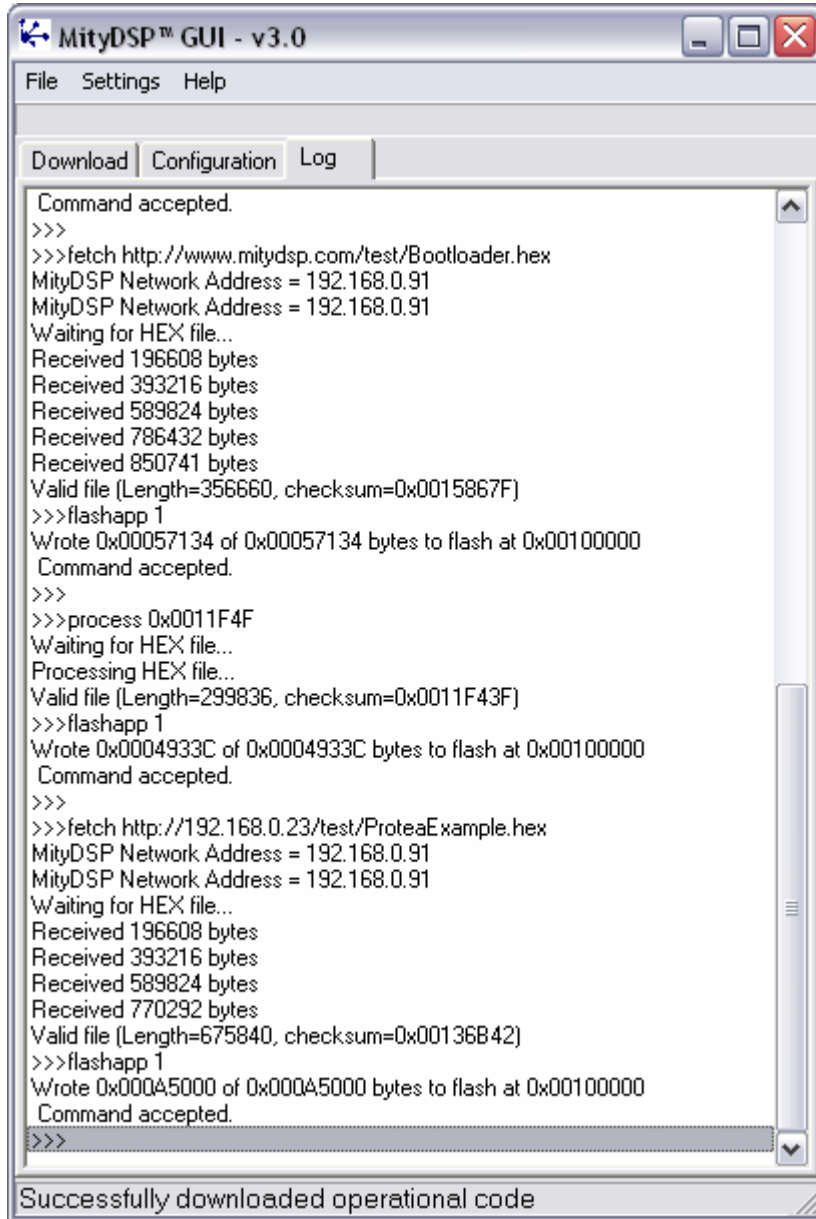 MityDSP™ GUI - v3.0
File Settings Help
Download Configuration Log
Command accepted.
>>>
>>>fetch http://www.mitydsp.com/test/Bootloader.hex
MityDSP Network Address = 192.168.0.91
MityDSP Network Address = 192.168.0.91
Waiting for HEX file...
Received 196608 bytes
Received 393216 bytes
Received 589824 bytes
Received 786432 bytes
Received 850741 bytes
Valid file (Length=356660, checksum=0x0015867F)
>>>flashapp 1
Wrote 0x00057134 of 0x00057134 bytes to flash at 0x00100000
Command accepted.
>>>
>>>process 0x0011F4F
Waiting for HEX file...
Processing HEX file...
Valid file (Length=299836, checksum=0x0011F43F)
>>>flashapp 1
Wrote 0x0004933C of 0x0004933C bytes to flash at 0x00100000
Command accepted.
>>>
>>>fetch http://192.168.0.23/test/ProteaExample.hex
MityDSP Network Address = 192.168.0.91
MityDSP Network Address = 192.168.0.91
Waiting for HEX file...
Received 196608 bytes
Received 393216 bytes
Received 589824 bytes
Received 770292 bytes
Valid file (Length=675840, checksum=0x00136B42)
>>>flashapp 1
Wrote 0x000A5000 of 0x000A5000 bytes to flash at 0x00100000
Command accepted.
>>>
Successfully downloaded operational code